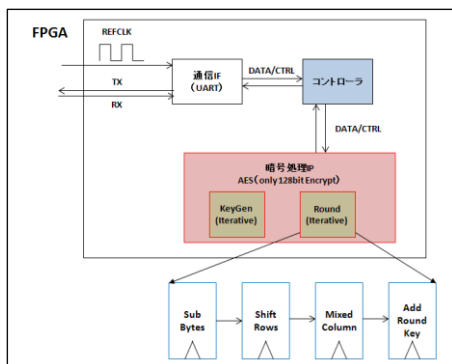 FPGA
REFCLK
TX
RX
通信IF
(UART)
DATA/CTRL
コントローラ
DATA/CTRL
暗号処理IP
AES(only128bit Encrypt)
KeyGen
(Iterative)
Round
(Iterative)
Sub
Bytes
Shift
Rows
Mixed
Column
Add
Round
Key